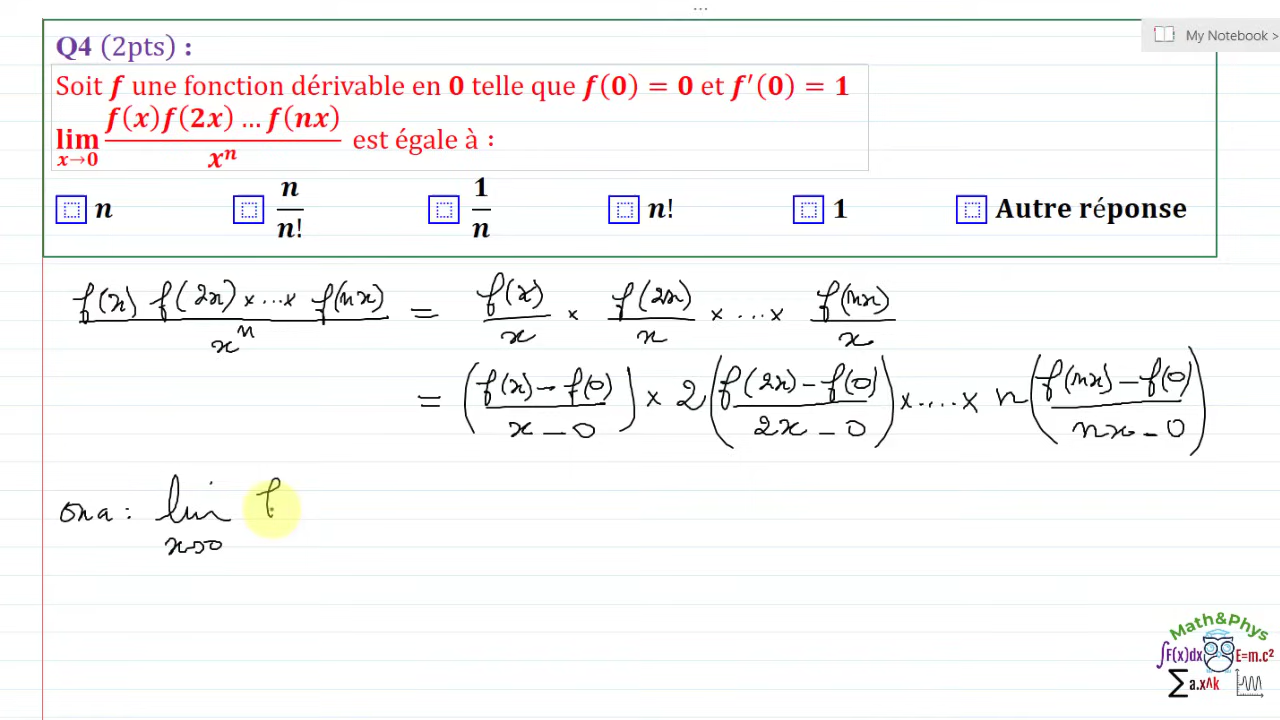 ...
My Notebook >
Q4 (2pts) :
Soit f une fonction dérivable en 0 telle que f(0) = 0 et f'(0) = 1
lim x→0 f(x)f(2x) ... f(nx) / x^n est égale à :
n   n/n!   1/n   n!   1   Autre réponse
f(x) f(2x) × ... × f(nx) / x^n = f(x)/x × f(2x)/x × ... × f(nx)/x
= (f(x) - f(0) / x - 0) × 2 (f(2x) - f(0) / 2x - 0) × .... × n (f(nx) - f(0) / nx - 0)
on a : lim x→0 f
Math&Phys
∫F(x)dx E=m.c²
∑ a.x^k